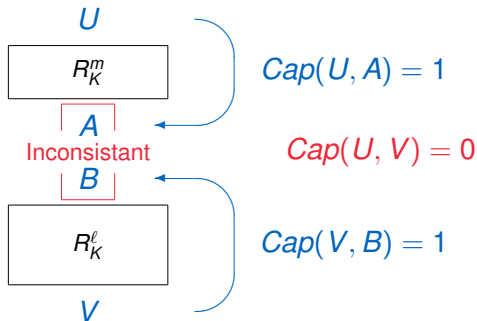 U
R_K^m
Cap(U, A) = 1
A
Inconsistant
Cap(U, V) = 0
B
R_K^ℓ
Cap(V, B) = 1
V